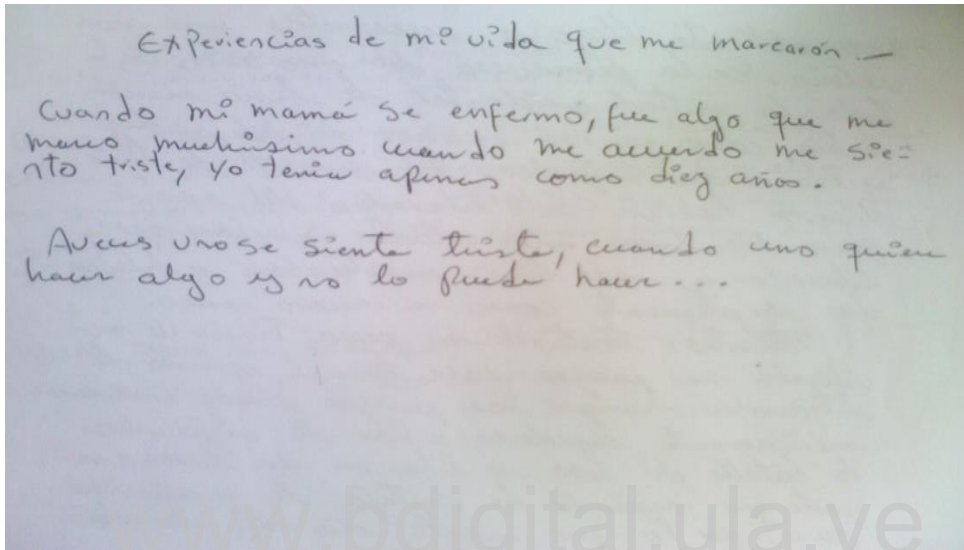 Experiencias de mi vida que me marcarón.—
Cuando mi mamá se enfermó, fue algo que me
marco muchisimo cuando me acuerdo me sie-
nto triste, yo tenia apenas como diez años.
Aveces uno se siente triste, cuando uno quiere
hacer algo y no lo puede hacer...
www.bdigital.ula.ve